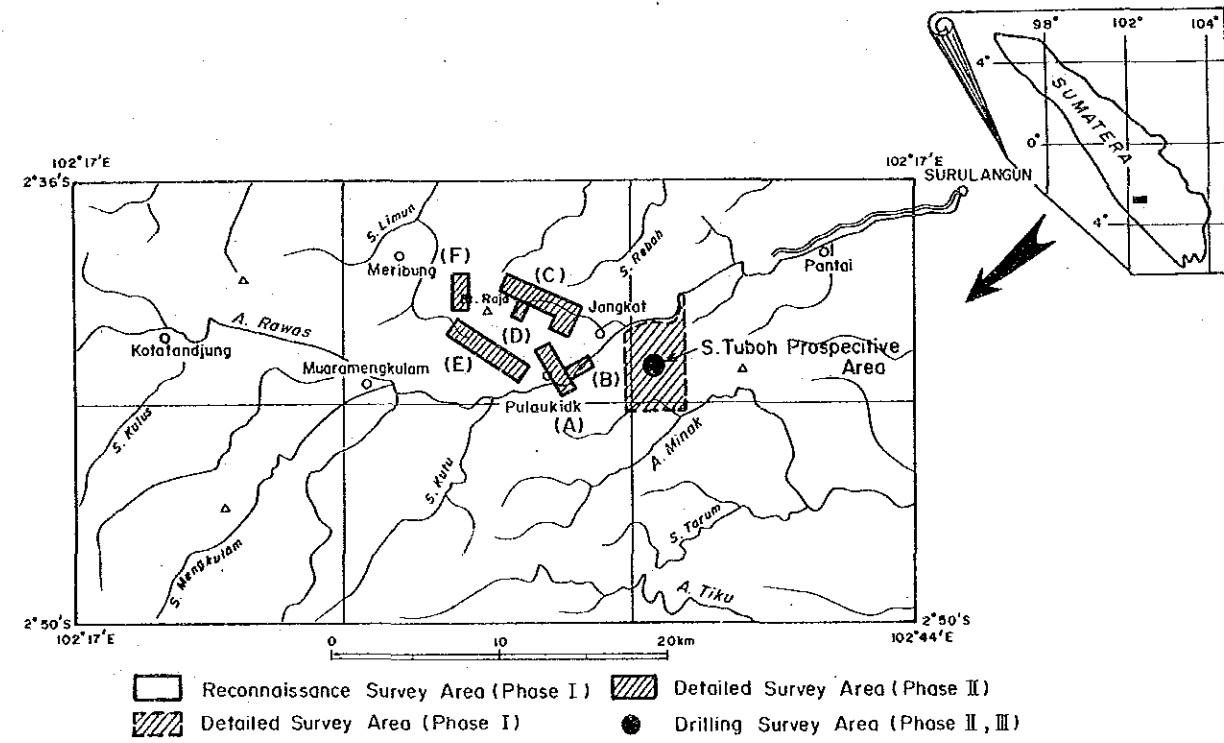 98° 102° 104°
4°
SUMATERA
0°
4°
102°17'E 102°17'E
2°36'S
SURULANGUN
S. Limun
Meribung
S. Rebah
Pantai
(F)
(C)
Raja
Jangkat
(D)
A. Rawas
Kotatandjung
(E)
S. Tuboh Prospecitive
Area
Muaramengkulam
(B)
Pulaukidk
(A)
A. Minak
S. Kulus
S. Kutu
S. Tarum
S. Mengkulam
A. Tiku
2°50'S 2°50'S
102°17'E 102°44'E
0 10 20km
Reconnaissance Survey Area (Phase I) Detailed Survey Area (Phase II)
Detailed Survey Area (Phase I) Drilling Survey Area (Phase II, III)